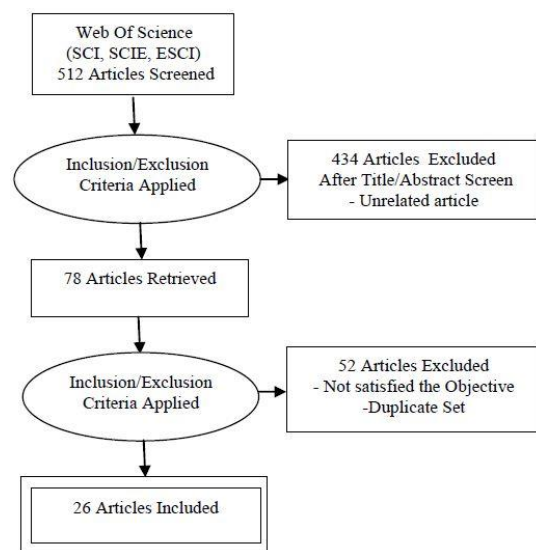 Web Of Science
(SCI, SCIE, ESCI)
512 Articles Screened
Inclusion/Exclusion
Criteria Applied
434 Articles Excluded
After Title/Abstract Screen
- Unrelated article
78 Articles Retrieved
Inclusion/Exclusion
Criteria Applied
52 Articles Excluded
- Not satisfied the Objective
-Duplicate Set
26 Articles Included